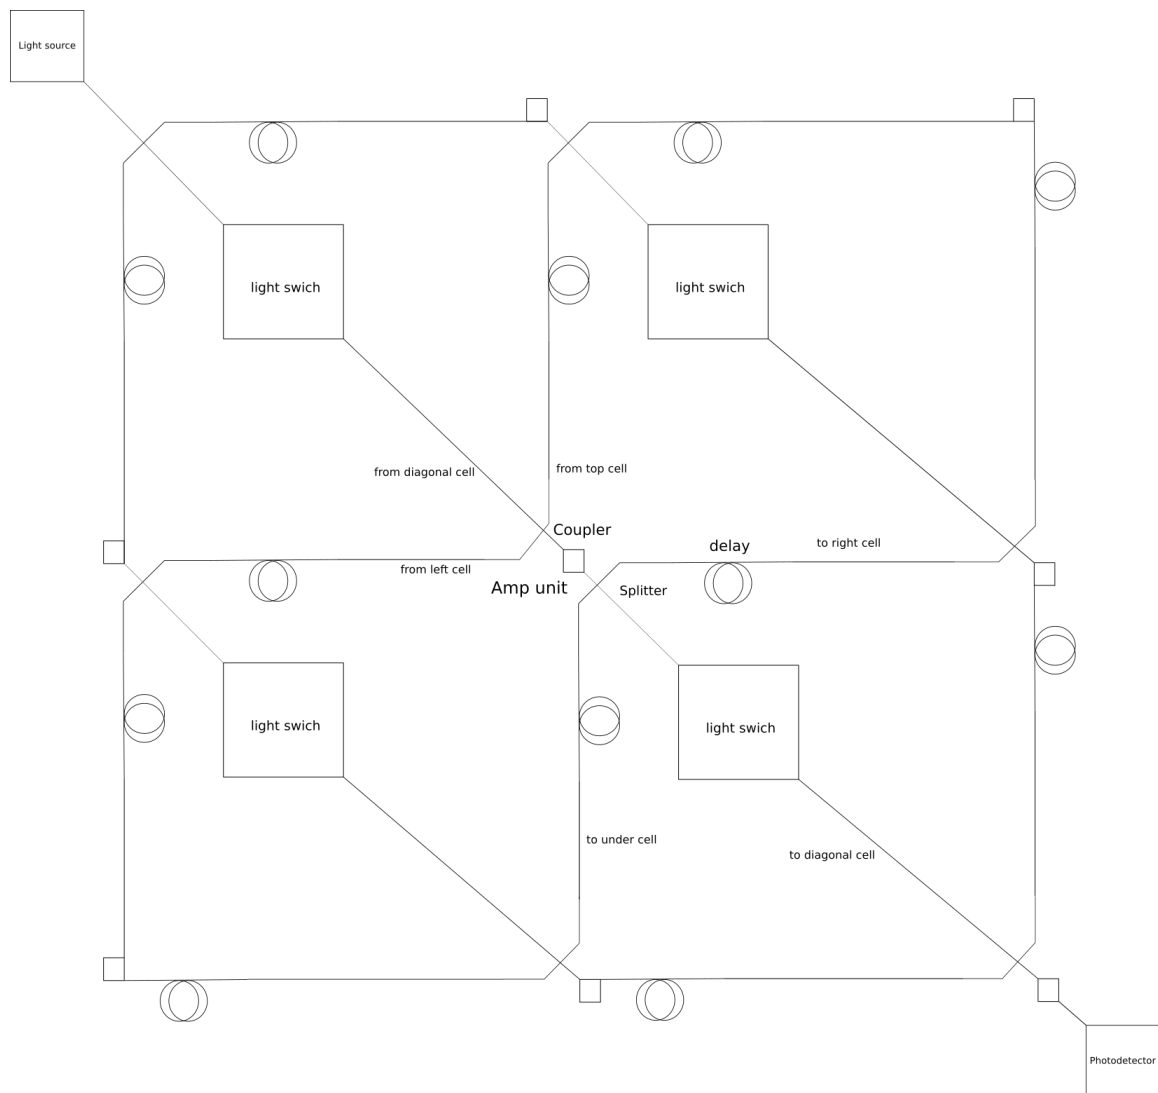 Light source
light swich
light swich
from diagonal cell
from top cell
Coupler
delay
to right cell
from left cell
Amp unit
Splitter
light swich
light swich
to under cell
to diagonal cell
Photodetector